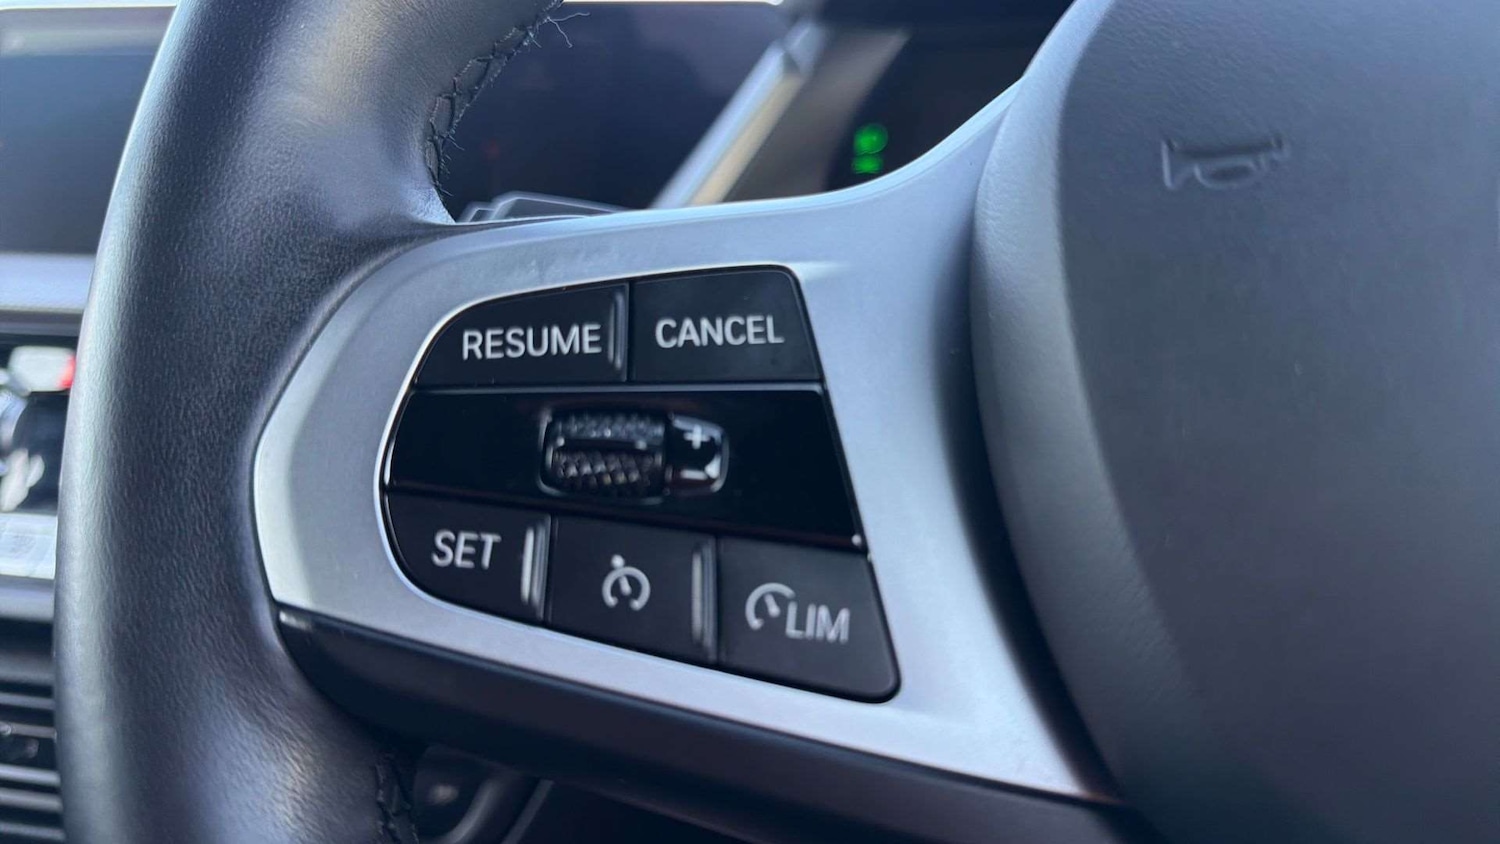 RESUME CANCEL
+
-
SET LIM